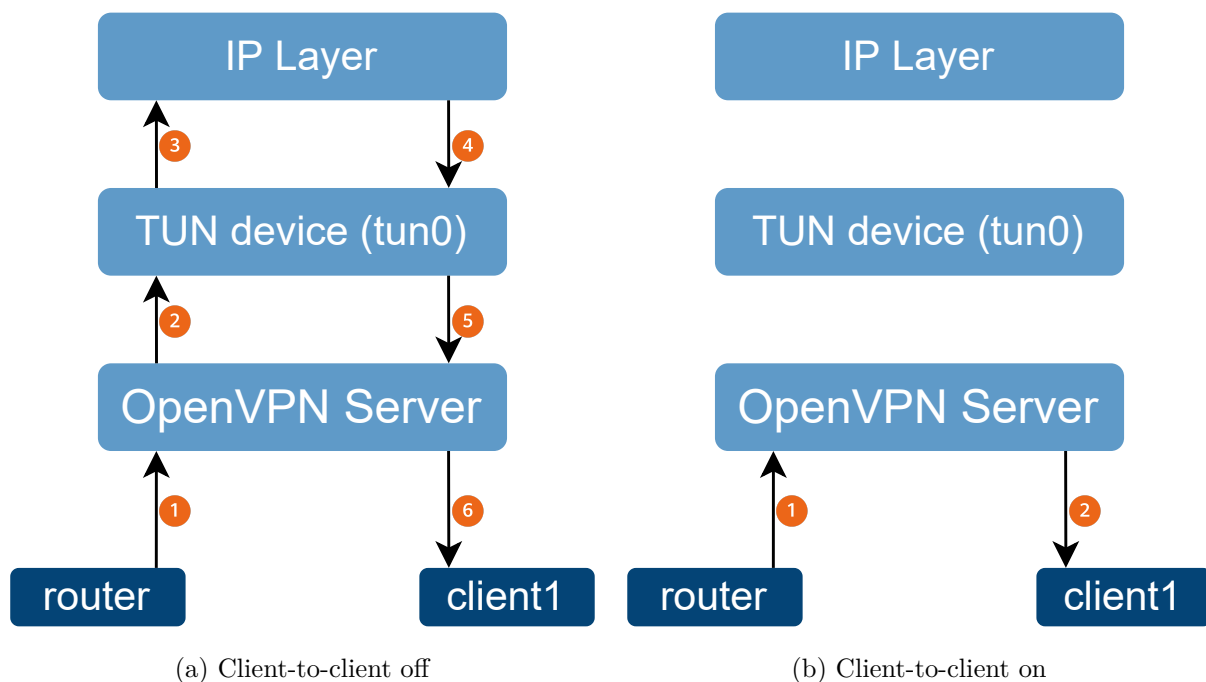 IP Layer
3
4
TUN device (tun0)
2
5
OpenVPN Server
1
6
router
client1
(a) Client-to-client off
IP Layer
TUN device (tun0)
OpenVPN Server
1
2
router
client1
(b) Client-to-client on